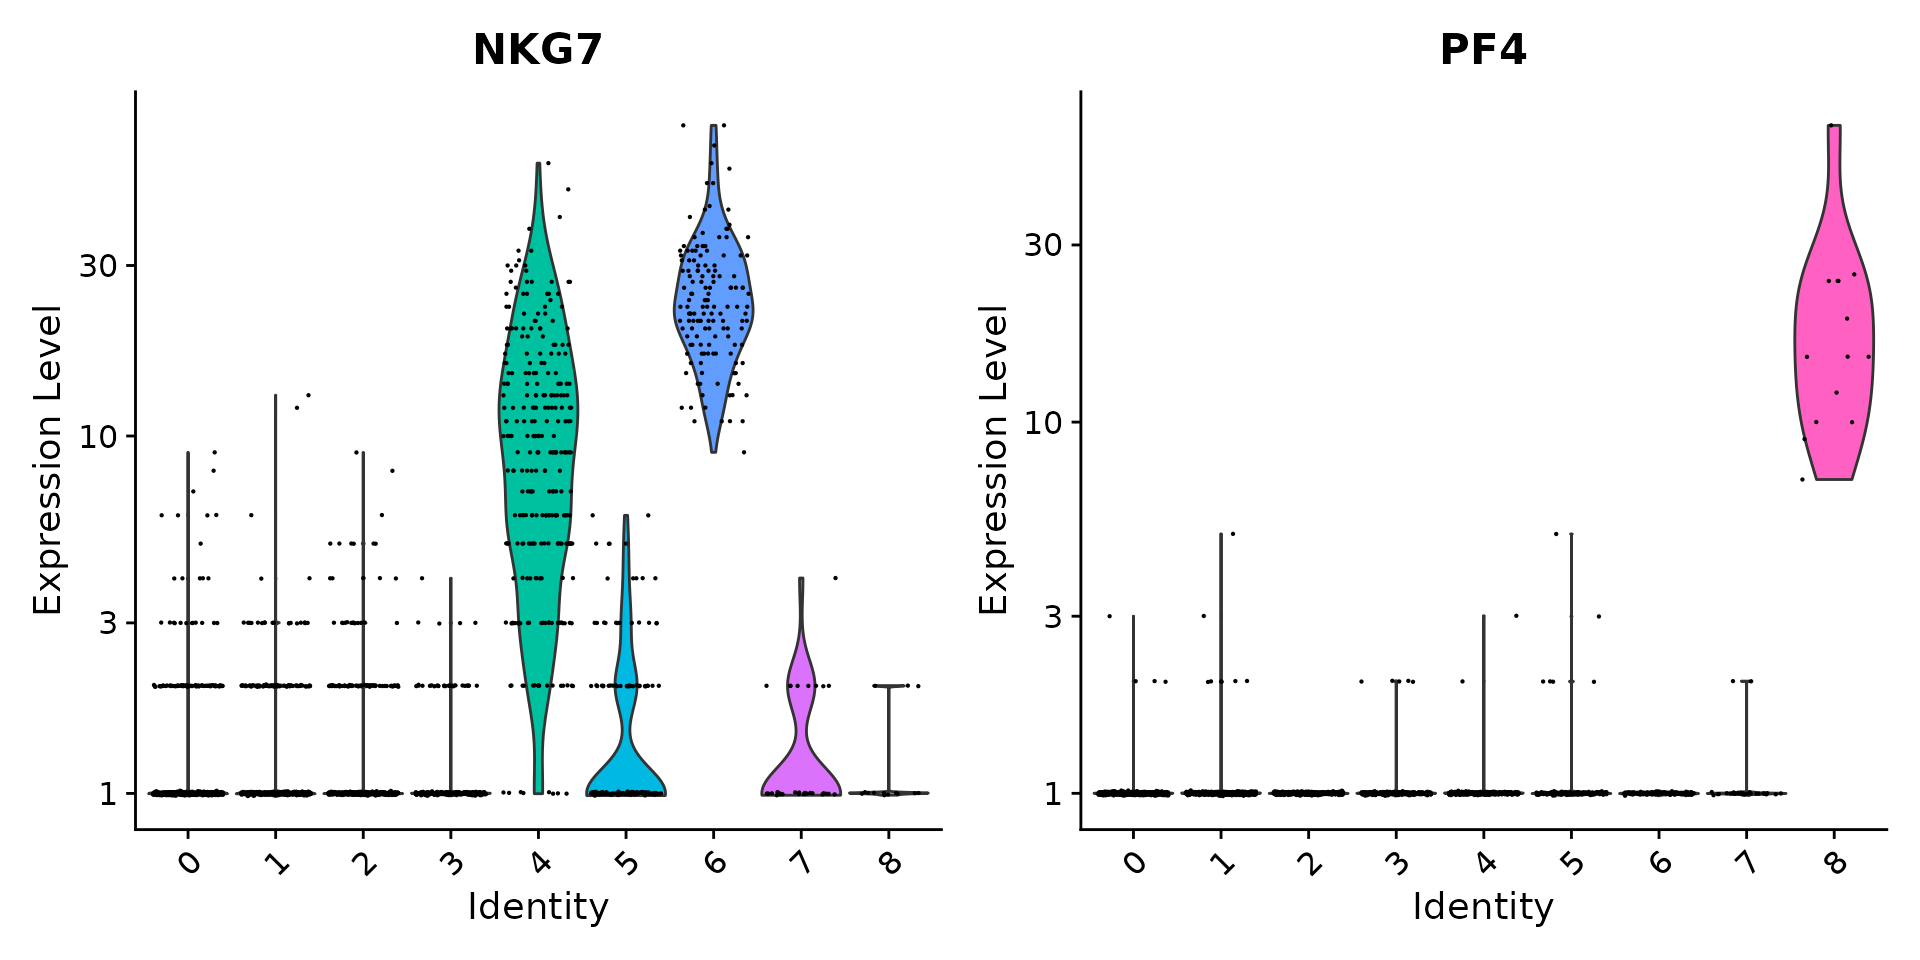 NKG7
Expression Level
30
10
3
1
0 1 2 3 4 5 6 7 8
Identity
PF4
Expression Level
30
10
3
1
0 1 2 3 4 5 6 7 8
Identity